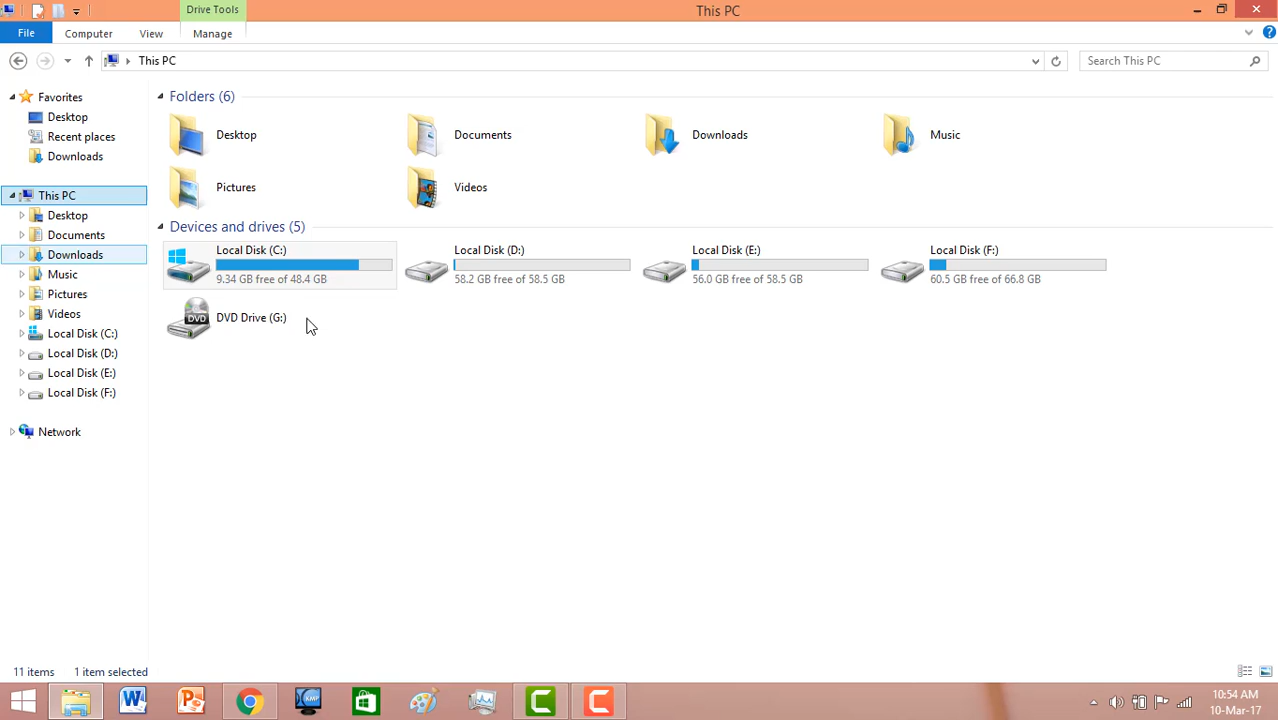 Drive Tools
This PC
File Computer View Manage
This PC Search This PC
Favorites
Desktop
Recent places
Downloads
This PC
Desktop
Documents
Downloads
Music
Pictures
Videos
Local Disk (C:)
Local Disk (D:)
Local Disk (E:)
Local Disk (F:)
Network
Folders (6)
Desktop Documents Downloads Music
Pictures Videos
Devices and drives (5)
Local Disk (C:) Local Disk (D:) Local Disk (E:) Local Disk (F:)
9.34 GB free of 48.4 GB 58.2 GB free of 58.5 GB 56.0 GB free of 58.5 GB 60.5 GB free of 66.8 GB
DVD DVD Drive (G:)
11 items 1 item selected
KMP
10:54 AM
10-Mar-17